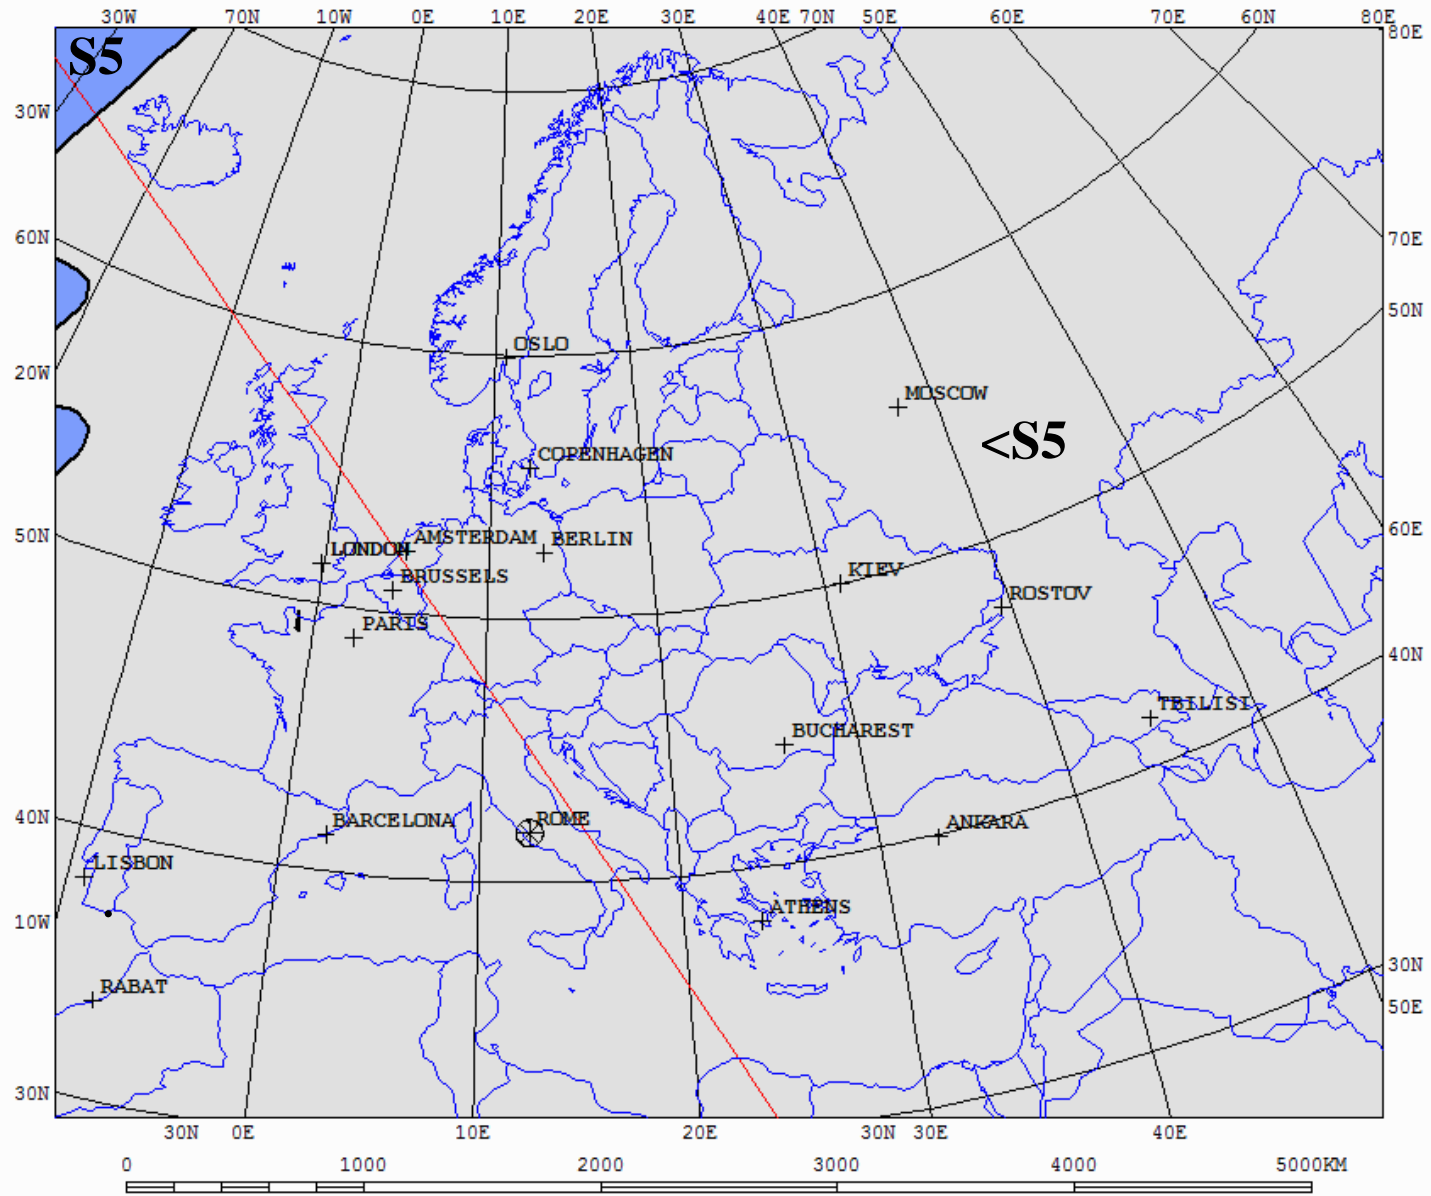 30W 70N 10W 0E 10E 20E 30E 40E 70N 50E 60E 70E 60N 80E
S5
80E
30W
60N
70E
50N
OSLO
20W
MOSCOW
<S5
COPENHAGEN
50N
60E
LONDON
AMSTERDAM
BERLIN
BRUSSELS
KIEV
ROSTOV
PARIS
40N
TBILISI
BUCHAREST
40N
BARCELONA
ROME
ANKARA
LISBON
10W
ATHENS
30N
RABAT
50E
30N
30N 0E 10E 20E 30N 30E 40E
0 1000 2000 3000 4000 5000KM